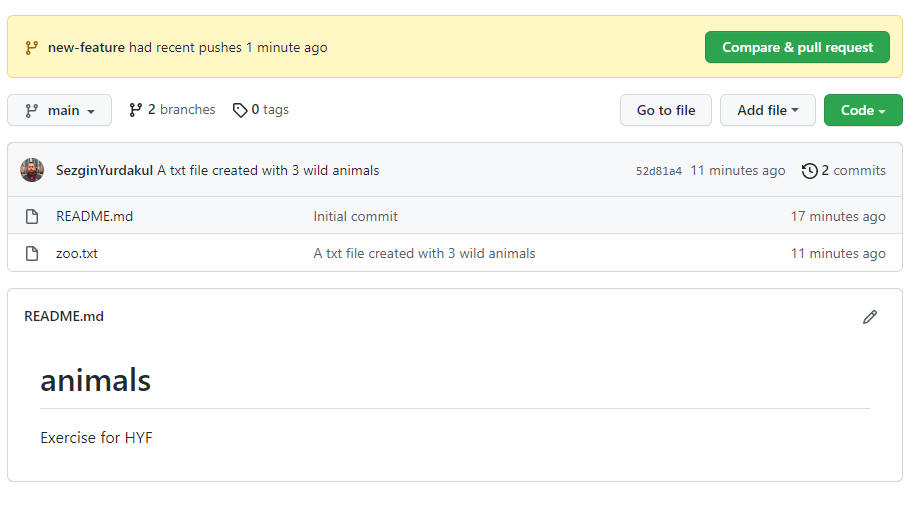 new-feature had recent pushes 1 minute ago Compare & pull request
main 2 branches 0 tags Go to file Add file Code
SezginYurdakul A txt file created with 3 wild animals 52d81a4 11 minutes ago 2 commits
README.md Initial commit 17 minutes ago
zoo.txt A txt file created with 3 wild animals 11 minutes ago
README.md
animals
Exercise for HYF